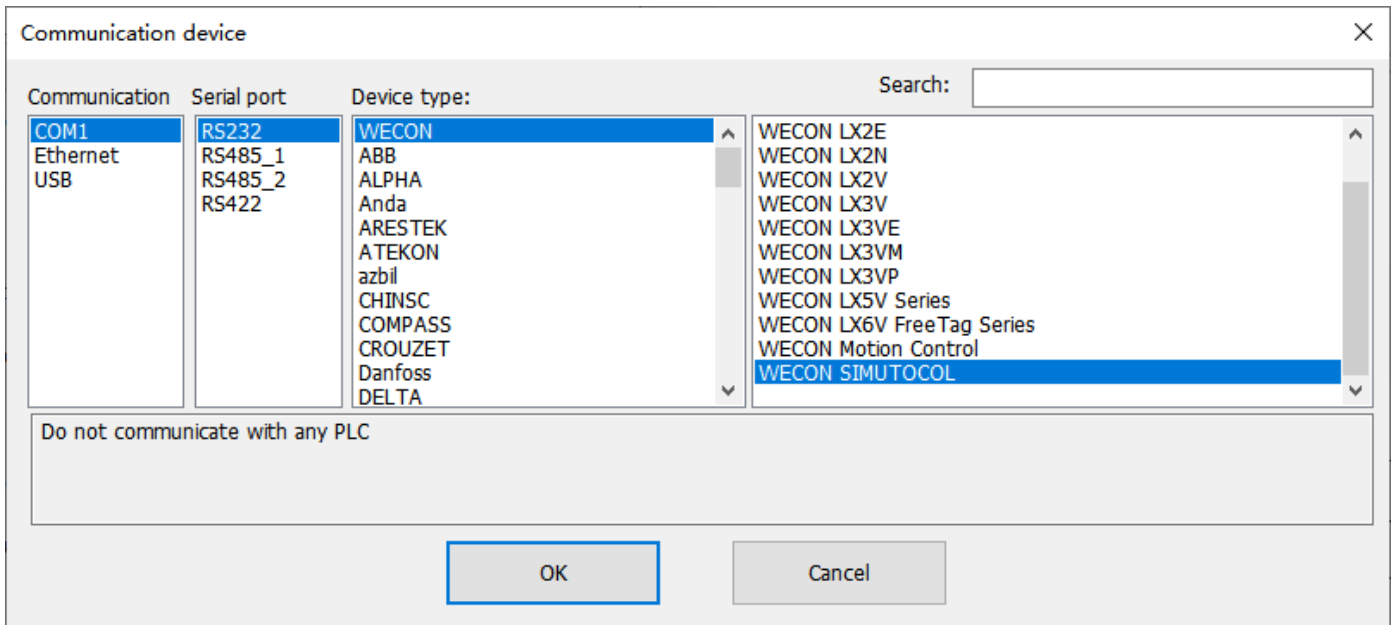 Communication device
Search:
Communication
Serial port
Device type:
COM1
Ethernet
USB
RS232
RS485_1
RS485_2
RS422
WECON
ABB
ALPHA
Anda
ARESTEK
ATEKON
azbil
CHINSC
COMPASS
CROUZET
Danfoss
DELTA
WECON LX2E
WECON LX2N
WECON LX2V
WECON LX3V
WECON LX3VE
WECON LX3VM
WECON LX3VP
WECON LX5V Series
WECON LX6V FreeTag Series
WECON Motion Control
WECON SIMUTOCOL
Do not communicate with any PLC
OK
Cancel